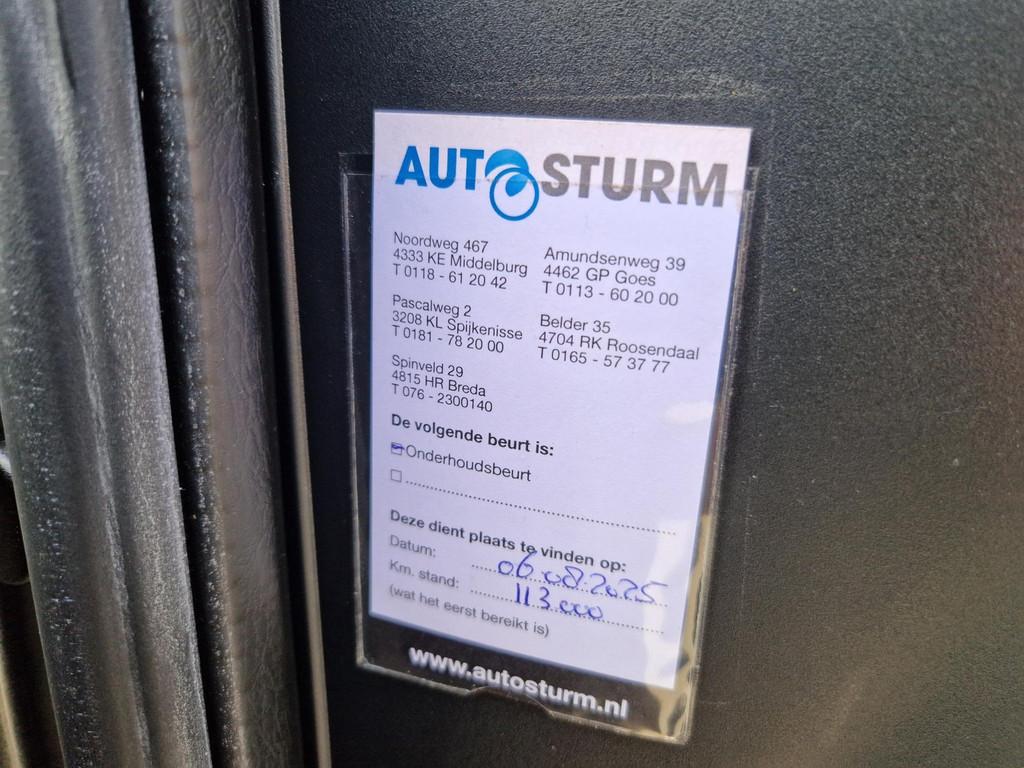 AUTO STURM
Noordweg 467
4333 KE Middelburg
T 0118 - 61 20 42
Amundsenweg 39
4462 GP Goes
T 0113 - 60 20 00
Pascalweg 2
3208 KL Spijkenisse
T 0181 - 78 20 00
Belder 35
4704 RK Roosendaal
T 0165 - 57 37 77
Spinveld 29
4815 HR Breda
T 076 - 2300140
De volgende beurt is:
Onderhoudsbeurt
Deze dient plaats te vinden op:
Datum: 06.08.2025
Km. stand: 113.000
(wat het eerst bereikt is)
www.autosturm.nl